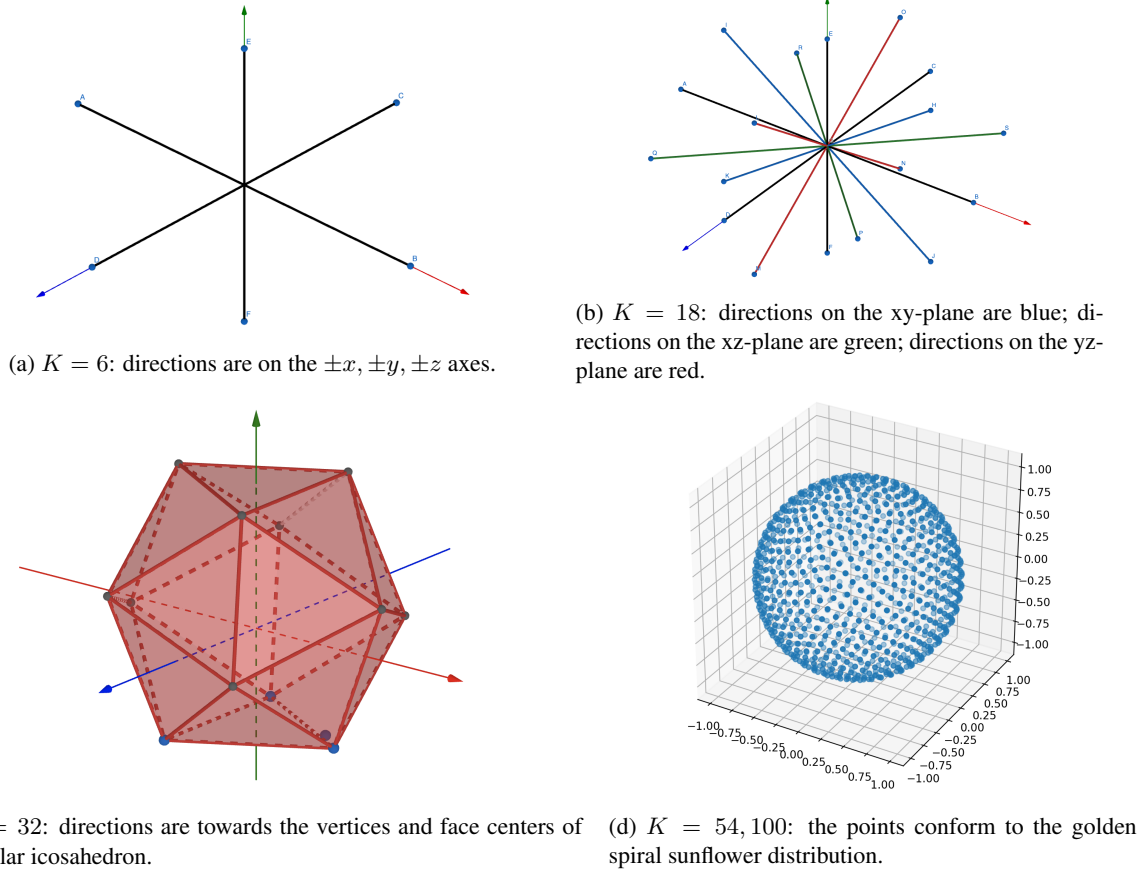 E
A
C
D
B
F
(a) K = 6: directions are on the ±x, ±y, ±z axes.
I
O
E
R
A
C
H
S
Q
N
K
B
D
P
F
J
(b) K = 18: directions on the xy-plane are blue; di-
rections on the xz-plane are green; directions on the yz-
plane are red.
= 32: directions are towards the vertices and face centers of
lar icosahedron.
1.00
0.75
0.50
0.25
0.00
−0.25
−0.50
−0.75
−1.00
−1.00
−0.75
−0.50
−0.25
0.00
0.25
0.50
0.75
1.00
1.00
0.75
0.50
0.25
0.00
−0.25
−0.50
−0.75
−1.00
(d) K = 54, 100: the points conform to the golden
spiral sunflower distribution.